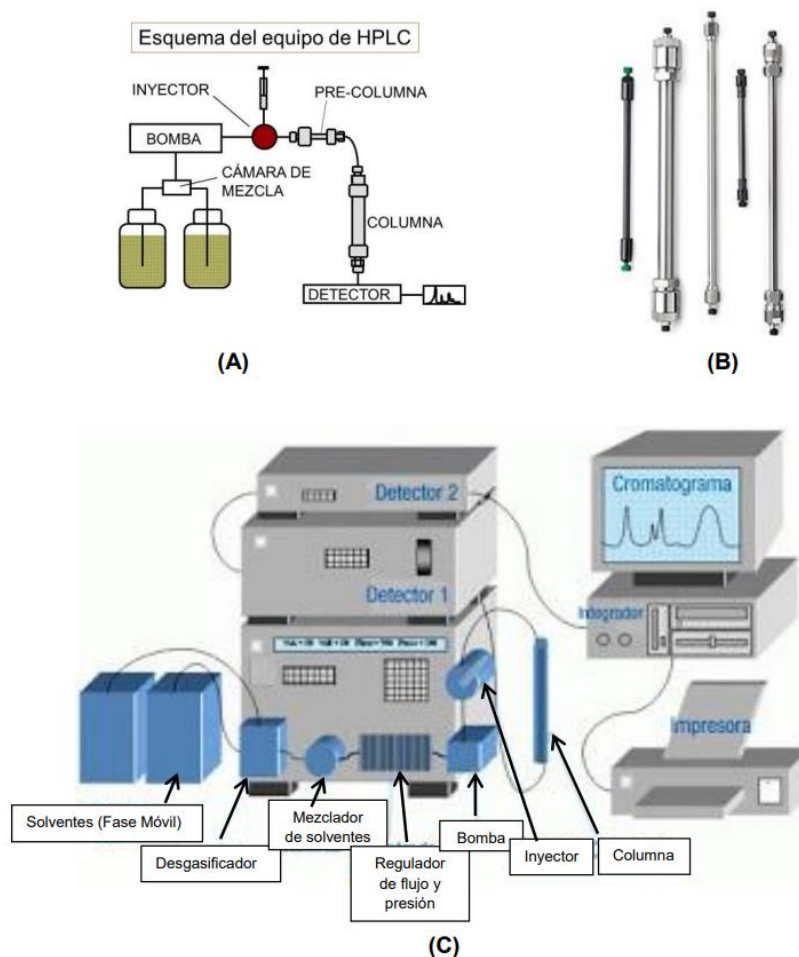 Esquema del equipo de HPLC
INYECTOR
PRE-COLUMNA
BOMBA
CÁMARA DE
MEZCLA
COLUMNA
DETECTOR
(A)
(B)
Detector 2
Cromatograma
Detector 1
Integrador
Impresora
Solventes (Fase Móvil)
Mezclador
de solventes
Bomba
Desgasificador
Regulador
de flujo y
presión
Inyector
Columna
(C)